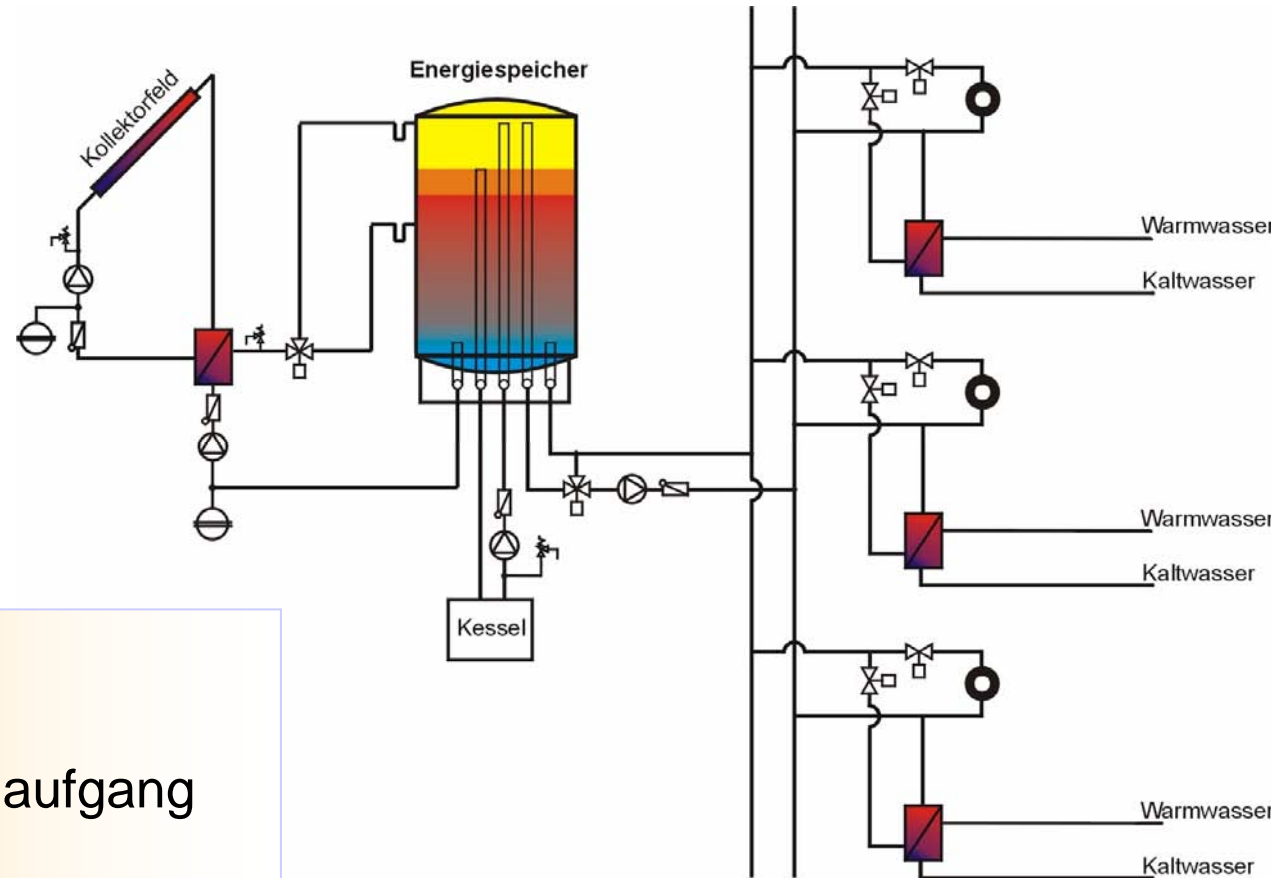 Energiespeicher
Kollektorfeld
Warmwasser
Kaltwasser
Warmwasser
Kaltwasser
Kessel
aufgang
Warmwasser
Kaltwasser